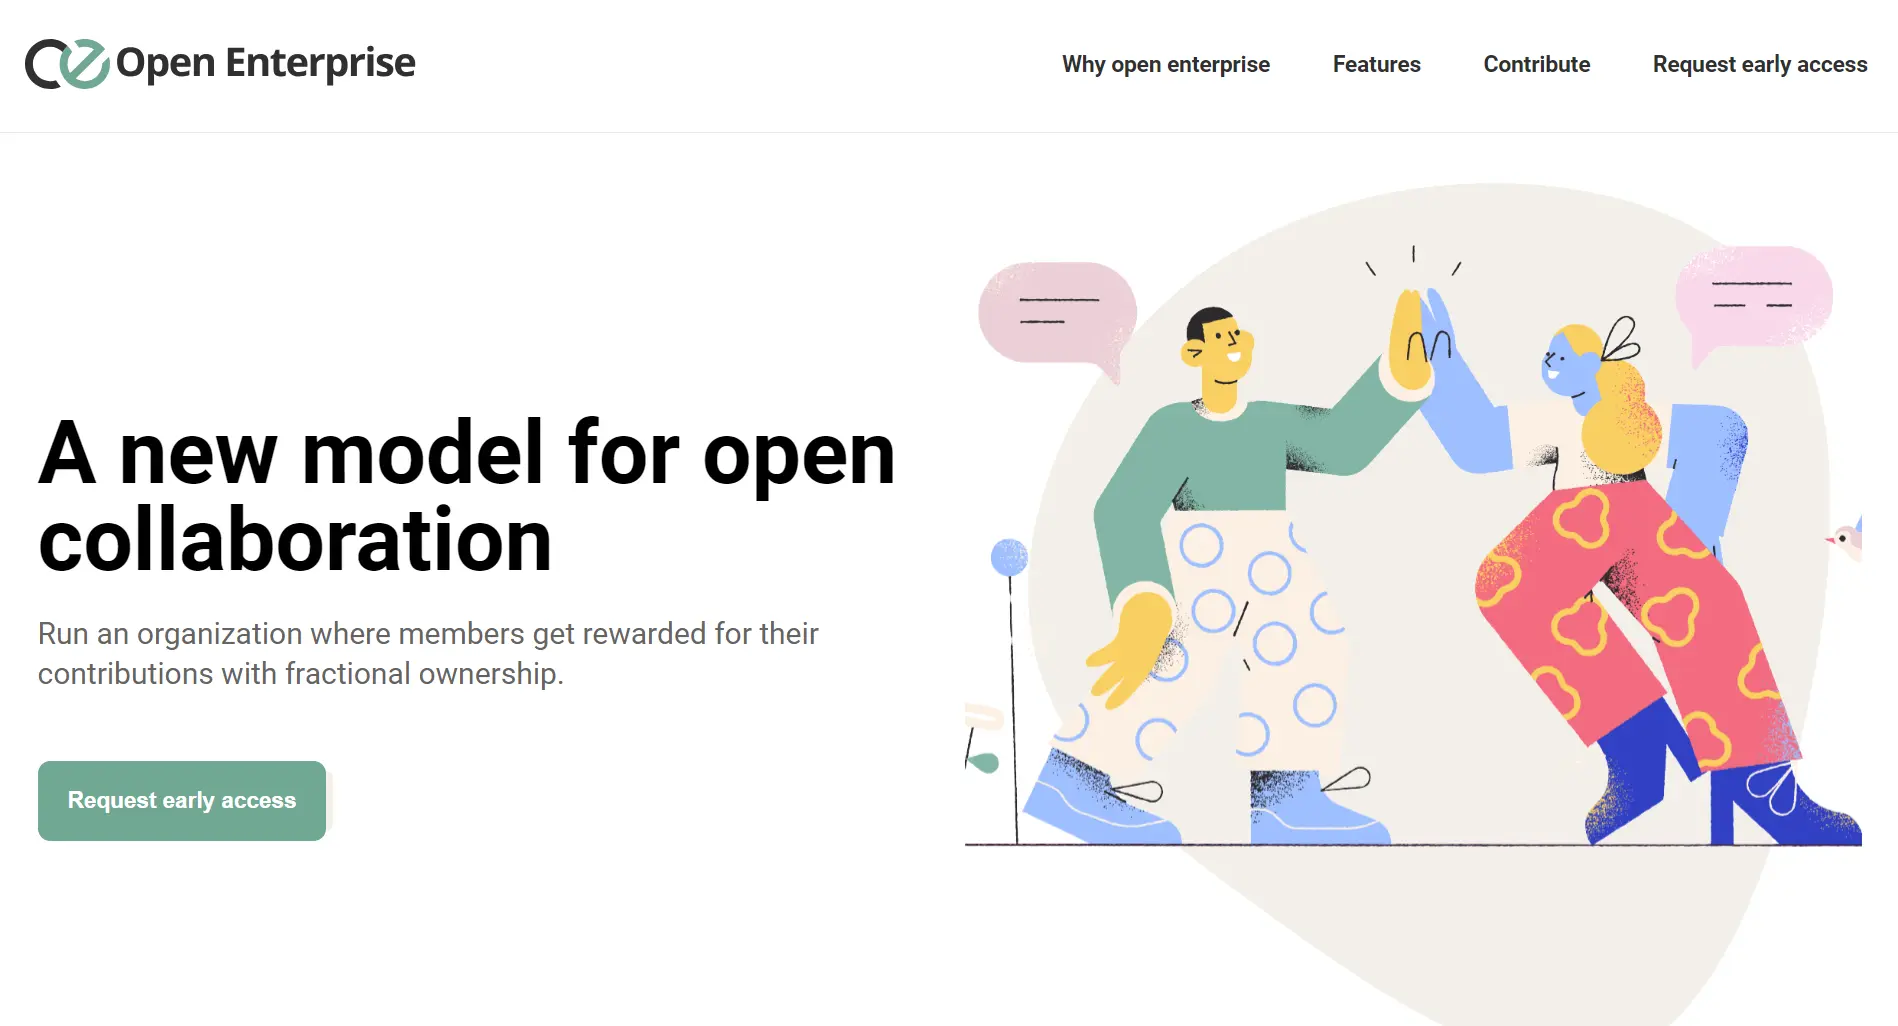 Open Enterprise
Why open enterprise
Features
Contribute
Request early access
A new model for open
collaboration
Run an organization where members get rewarded for their
contributions with fractional ownership.
Request early access